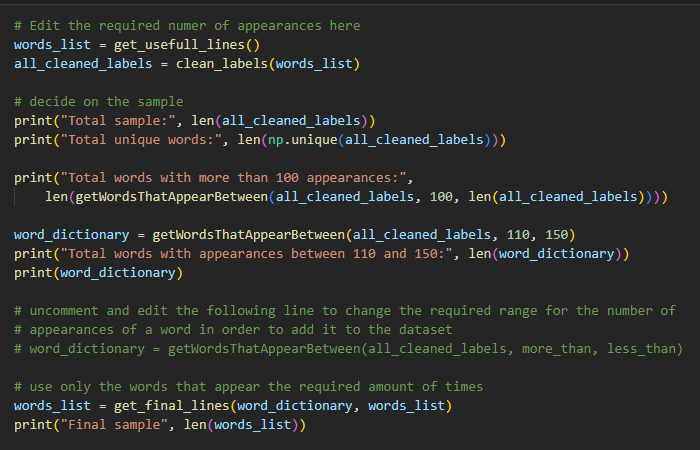 # Edit the required numer of appearances here
words_list = get_usefull_lines()
all_cleaned_labels = clean_labels(words_list)

# decide on the sample
print("Total sample:", len(all_cleaned_labels))
print("Total unique words:", len(np.unique(all_cleaned_labels)))

print("Total words with more than 100 appearances:",
    len(getWordsThatAppearBetween(all_cleaned_labels, 100, len(all_cleaned_labels))))

word_dictionary = getWordsThatAppearBetween(all_cleaned_labels, 110, 150)
print("Total words with appearances between 110 and 150:", len(word_dictionary))
print(word_dictionary)

# uncomment and edit the following line to change the required range for the number of
# appearances of a word in order to add it to the dataset
# word_dictionary = getWordsThatAppearBetween(all_cleaned_labels, more_than, less_than)

# use only the words that appear the required amount of times
words_list = get_final_lines(word_dictionary, words_list)
print("Final sample", len(words_list))